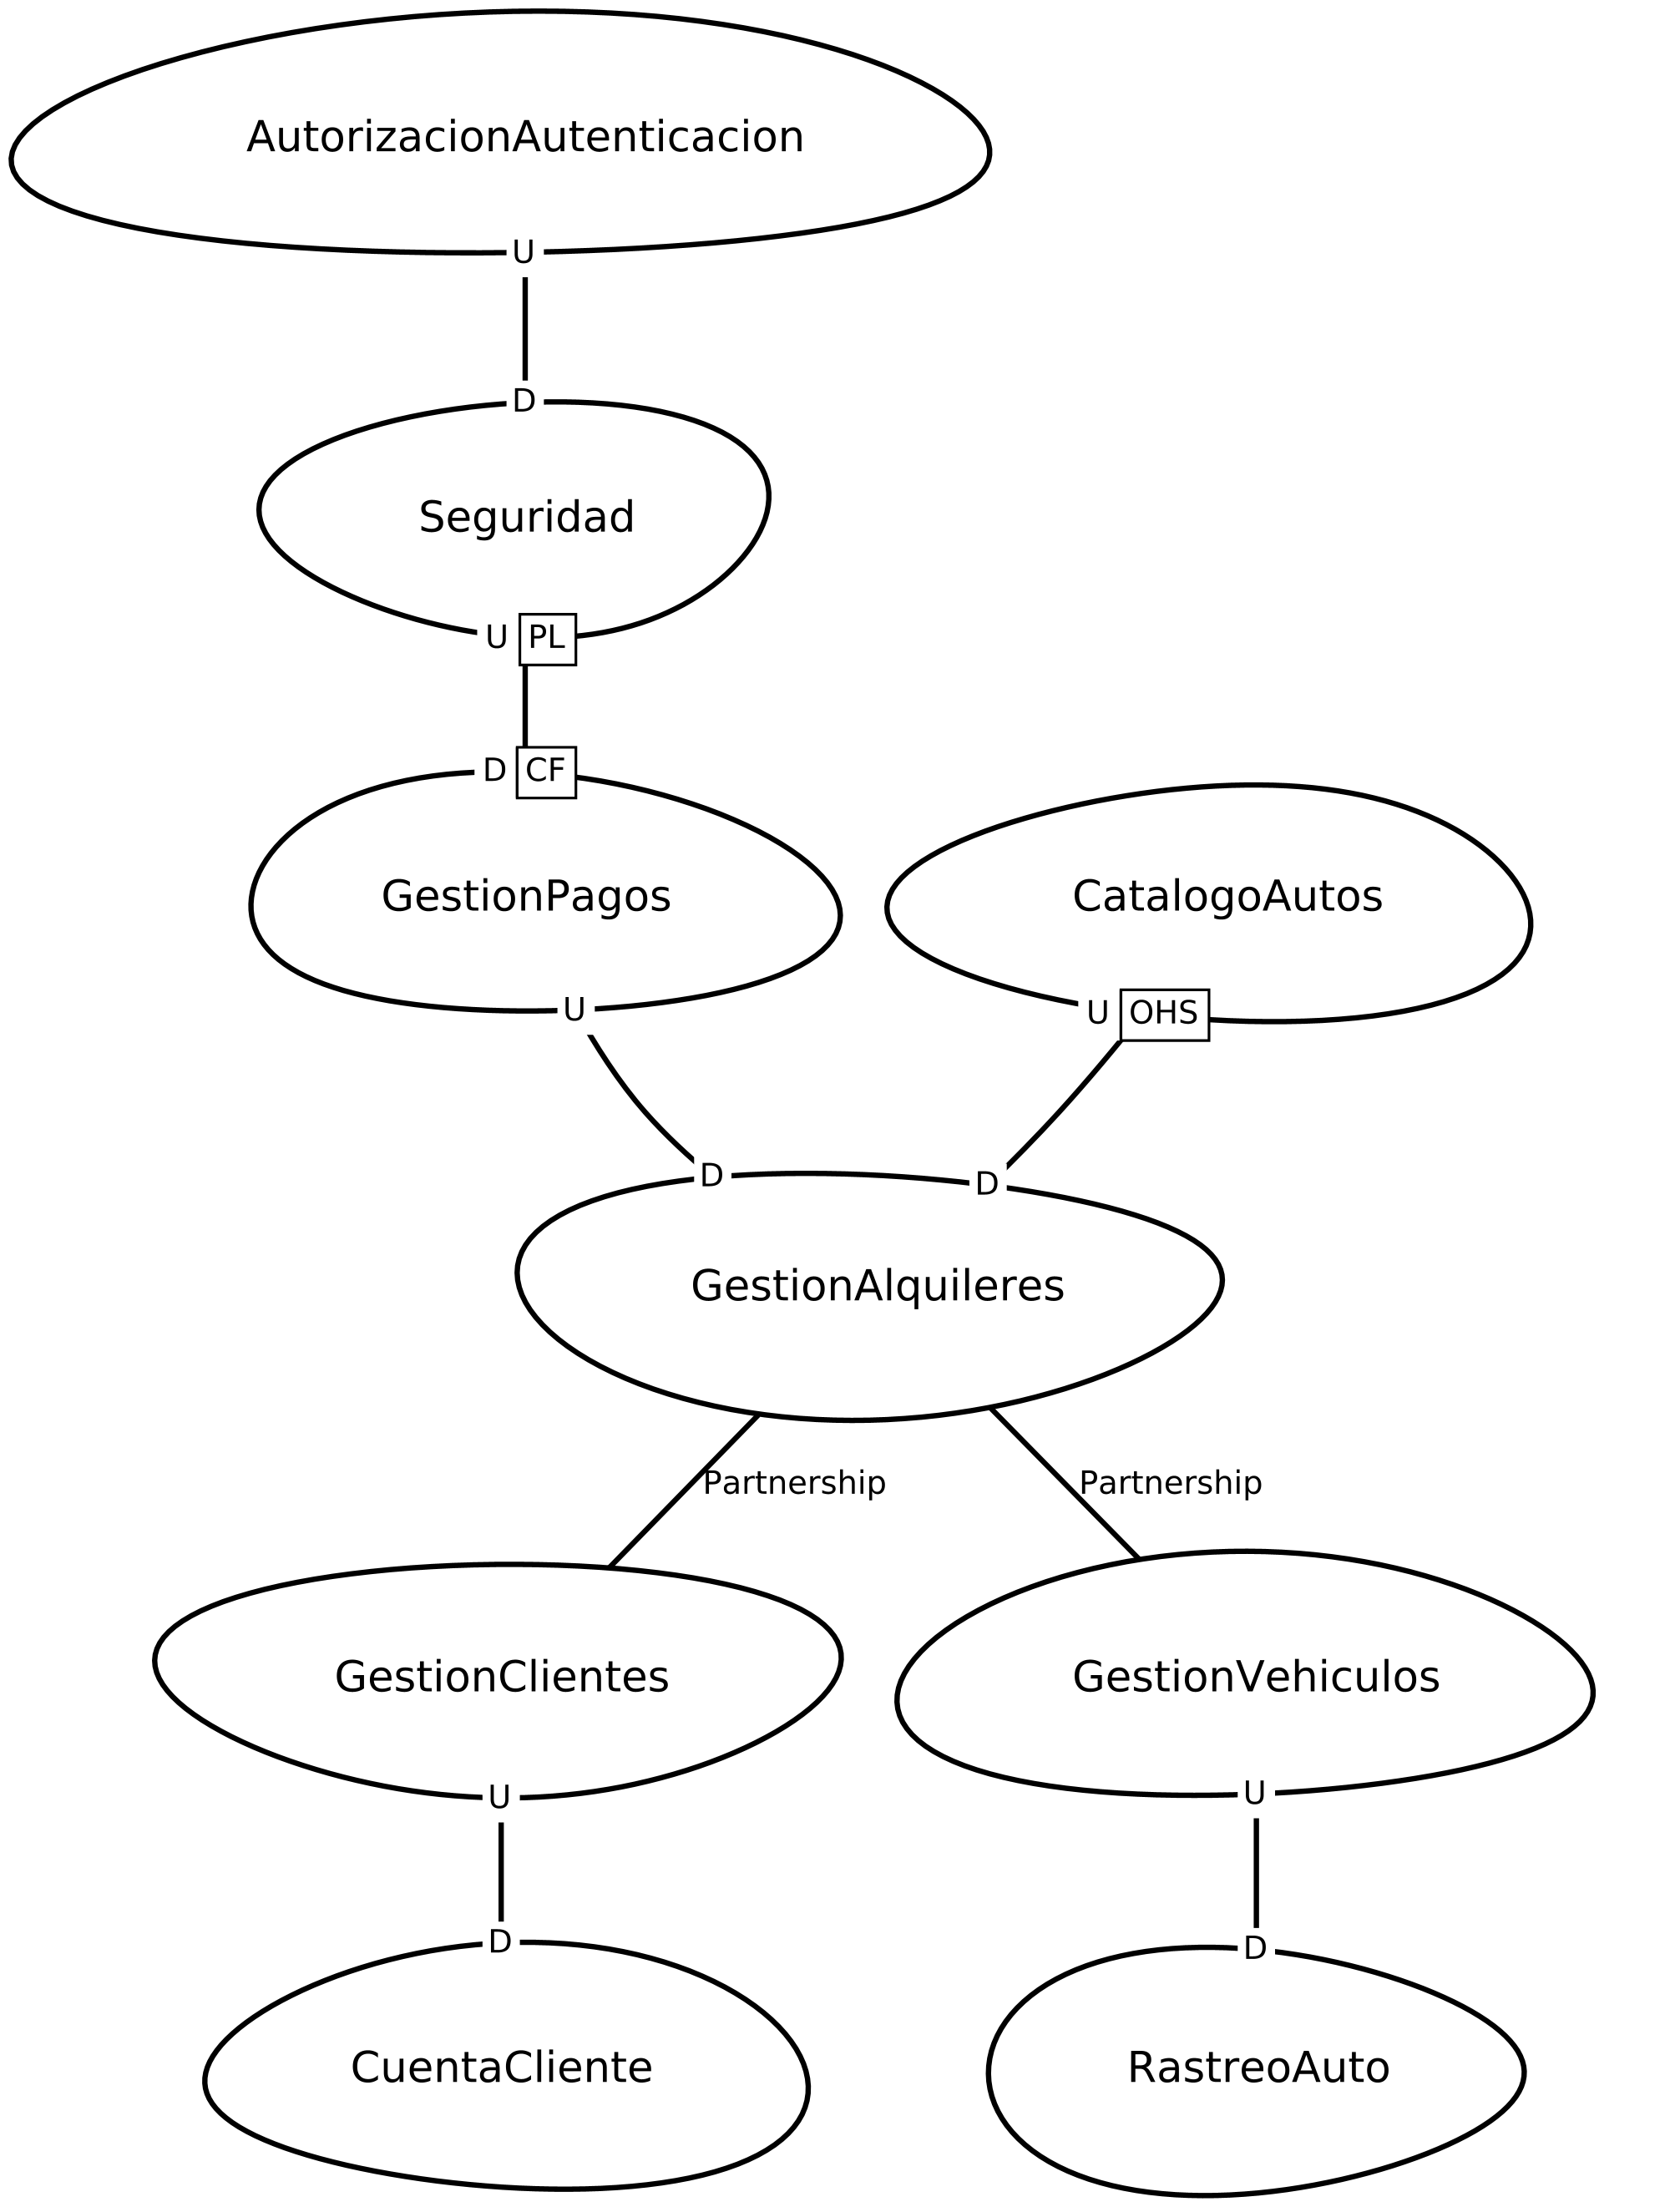 AutorizacionAutenticacion
U
D
Seguridad
U PL
D CF
GestionPagos
CatalogoAutos
U
U OHS
D
D
GestionAlquileres
Partnership
Partnership
GestionClientes
GestionVehiculos
U
U
D
D
CuentaCliente
RastreoAuto